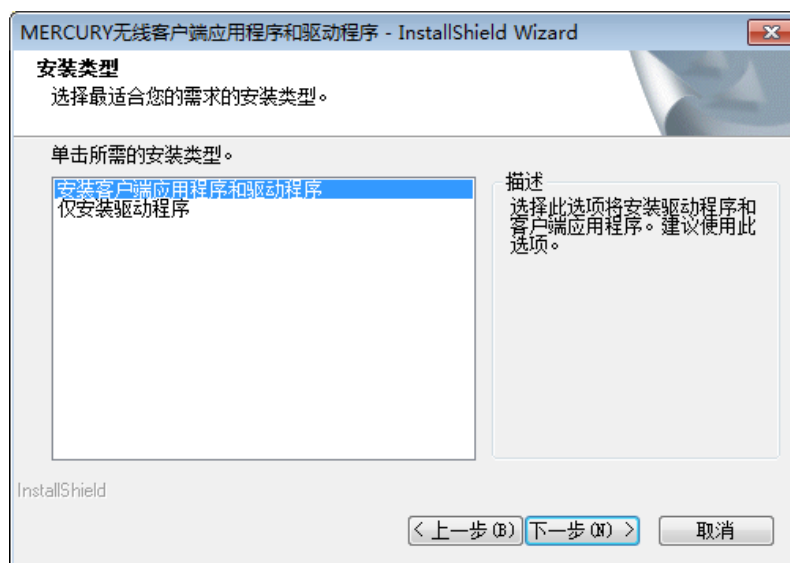 MERCURY无线客户端应用程序和驱动程序 - InstallShield Wizard
安装类型
选择最适合您的需求的安装类型。
单击所需的安装类型。
安装客户端应用程序和驱动程序
仅安装驱动程序
描述
选择此选项将安装驱动程序和
客户端应用程序。建议使用此
选项。
InstallShield
< 上一步(B)
下一步(N) >
取消